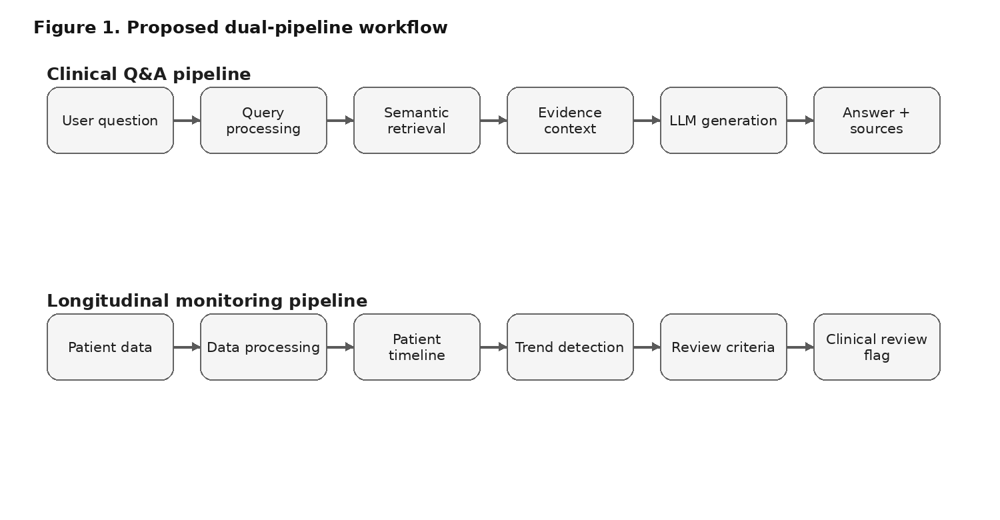 Figure 1. Proposed dual-pipeline workflow
Clinical Q&A pipeline
User question
Query
processing
Semantic
retrieval
Evidence
context
LLM generation
Answer +
sources
Longitudinal monitoring pipeline
Patient data
Data processing
Patient
timeline
Trend detection
Review criteria
Clinical review
flag